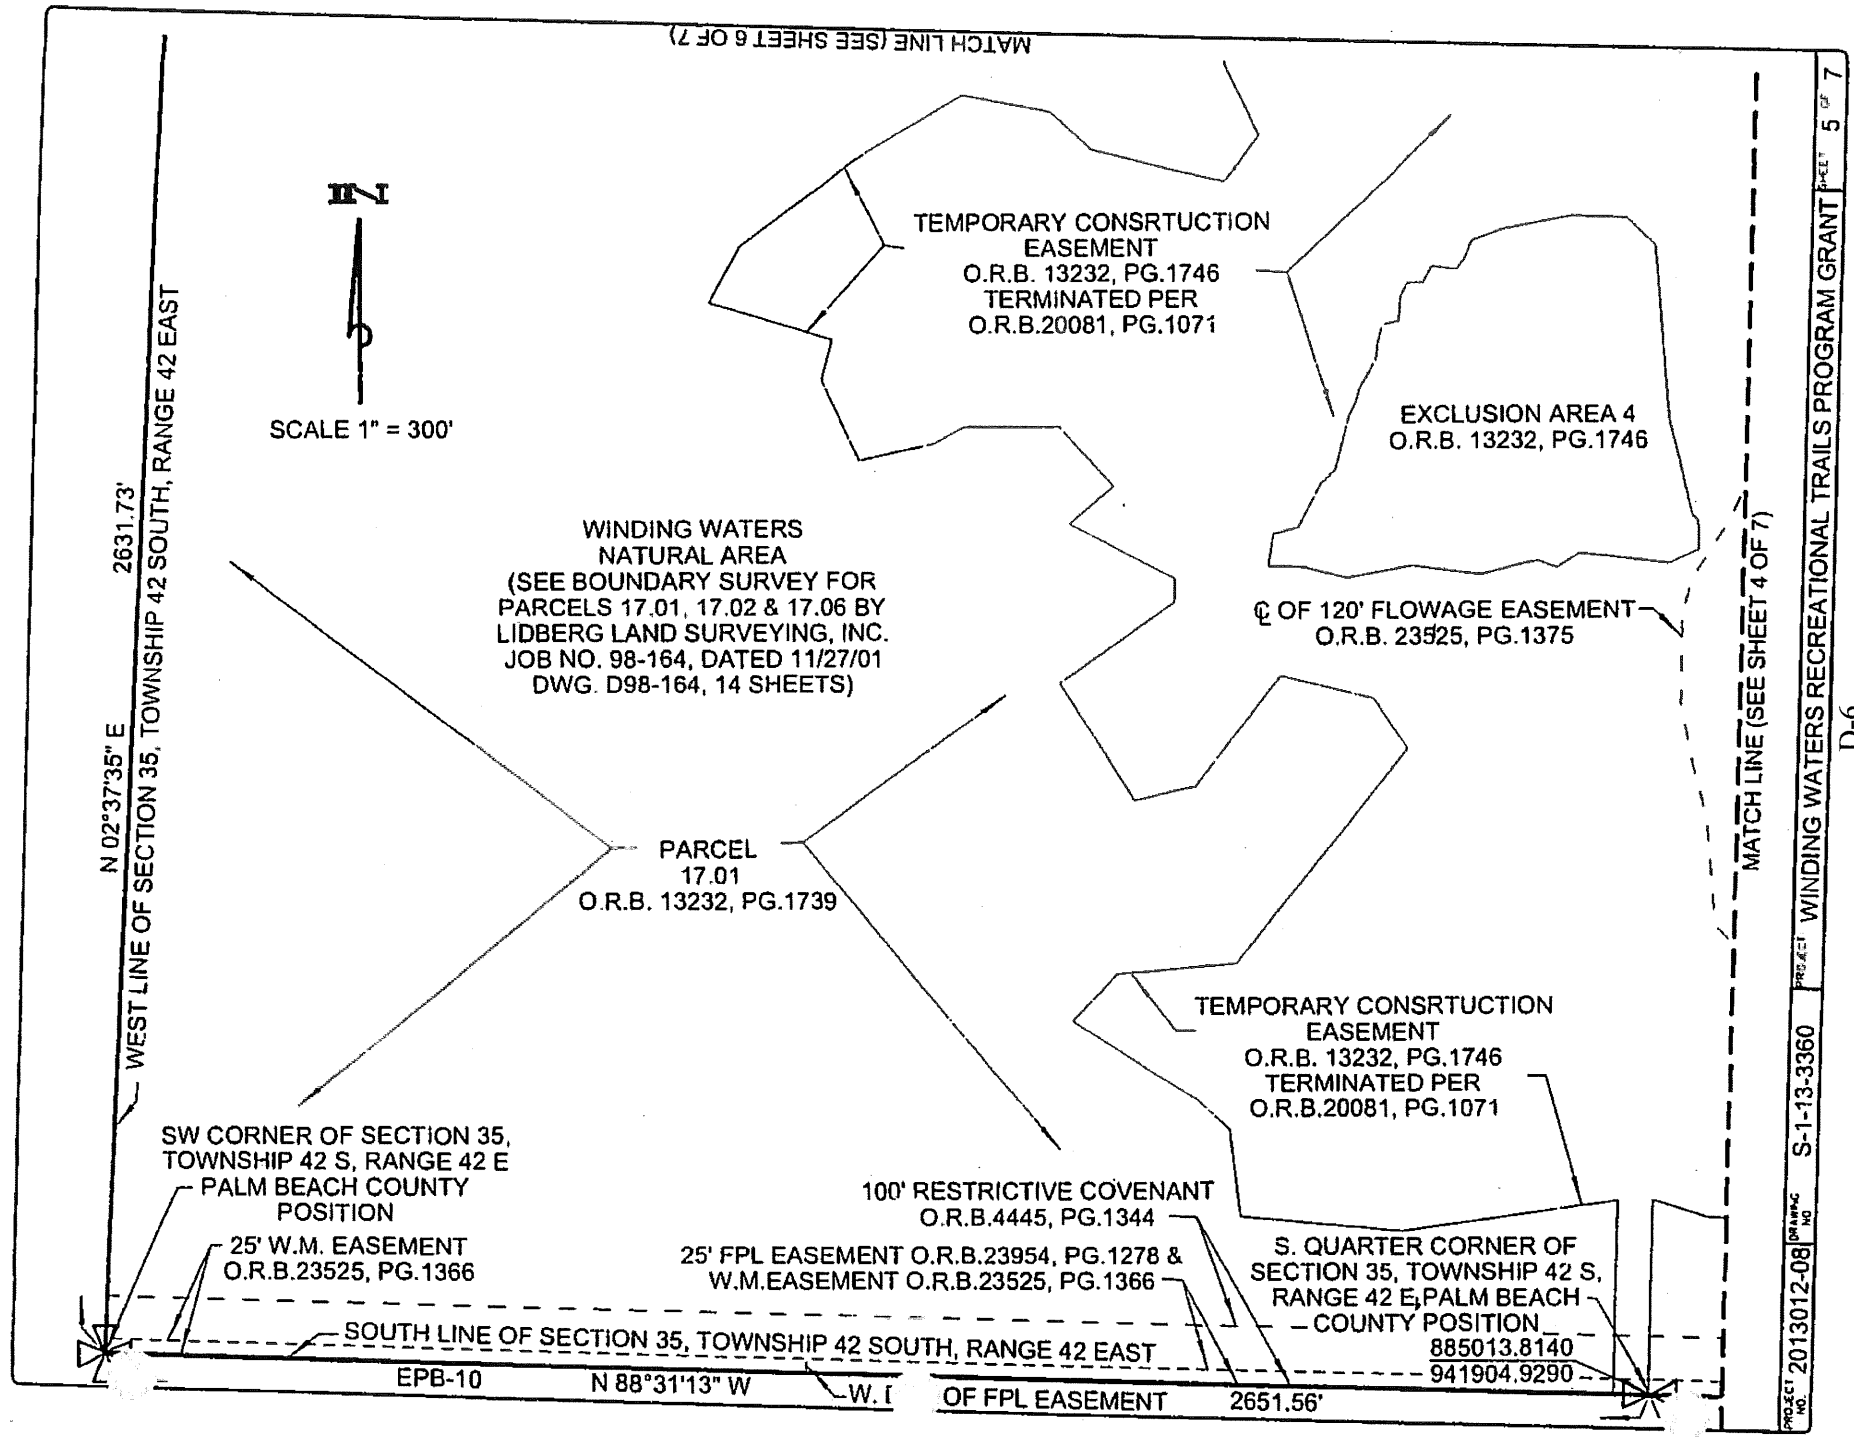 MATCH LINE (SEE SHEET 6 OF 7)
N
SCALE 1" = 300'
2631.73'
N 02°37'35" E
WEST LINE OF SECTION 35, TOWNSHIP 42 SOUTH, RANGE 42 EAST
TEMPORARY CONSRTUCTION
EASEMENT
O.R.B. 13232, PG.1746
TERMINATED PER
O.R.B.20081, PG.1071
EXCLUSION AREA 4
O.R.B. 13232, PG.1746
WINDING WATERS
NATURAL AREA
(SEE BOUNDARY SURVEY FOR
PARCELS 17.01, 17.02 & 17.06 BY
LIDBERG LAND SURVEYING, INC.
JOB NO. 98-164, DATED 11/27/01
DWG. D98-164, 14 SHEETS)
℄ OF 120' FLOWAGE EASEMENT
O.R.B. 23525, PG.1375
MATCH LINE (SEE SHEET 4 OF 7)
PARCEL
17.01
O.R.B. 13232, PG.1739
TEMPORARY CONSRTUCTION
EASEMENT
O.R.B. 13232, PG.1746
TERMINATED PER
O.R.B.20081, PG.1071
SW CORNER OF SECTION 35,
TOWNSHIP 42 S, RANGE 42 E
PALM BEACH COUNTY
POSITION
25' W.M. EASEMENT
O.R.B.23525, PG.1366
100' RESTRICTIVE COVENANT
O.R.B.4445, PG.1344
25' FPL EASEMENT O.R.B.23954, PG.1278 &
W.M.EASEMENT O.R.B.23525, PG.1366
S. QUARTER CORNER OF
SECTION 35, TOWNSHIP 42 S,
RANGE 42 E,PALM BEACH
COUNTY POSITION
885013.8140
941904.9290
SOUTH LINE OF SECTION 35, TOWNSHIP 42 SOUTH, RANGE 42 EAST
EPB-10
N 88°31'13" W
W. OF FPL EASEMENT
2651.56'
PROJECT NO. 2013012-08
DRAWING NO. S-1-13-3360
PROJECT WINDING WATERS RECREATIONAL TRAILS PROGRAM GRANT
SHEET 5 OF 7
D-6